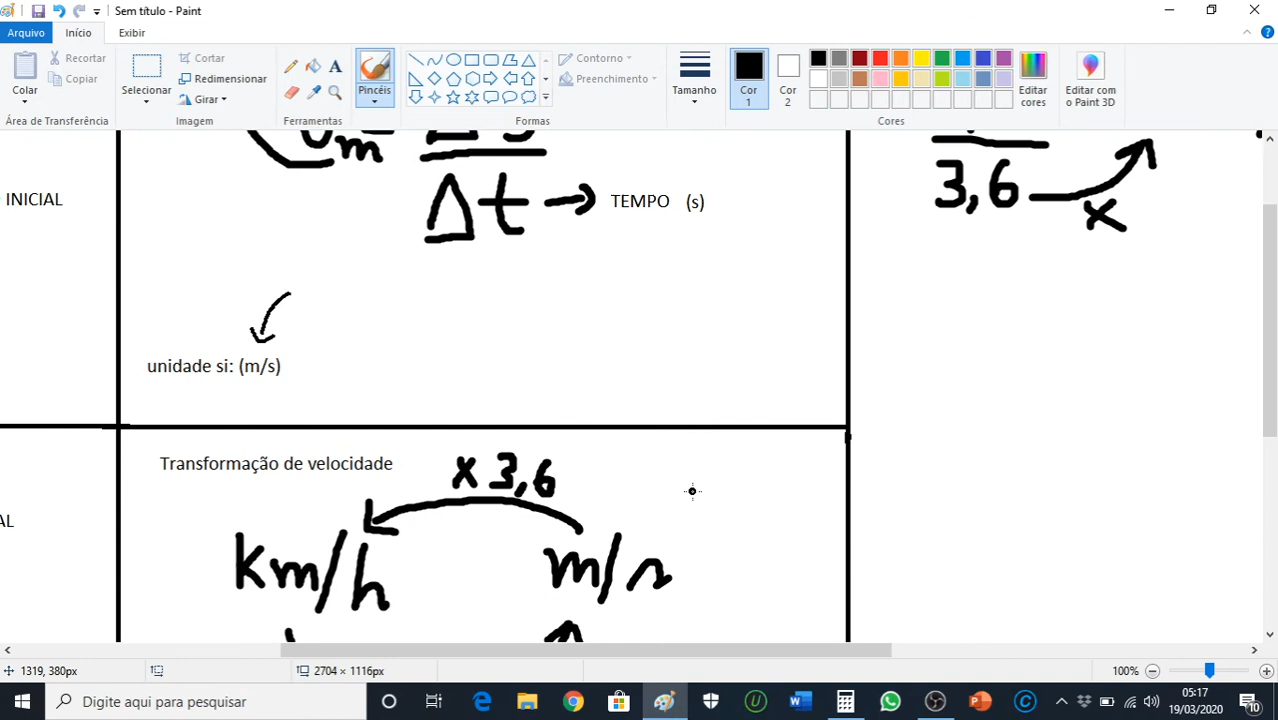 Sem título - Paint
Arquivo Início Exibir
Colar
Recortar
Copiar
Área de Transferência
Selecionar
Cortar
Redimensionar
Girar
Imagem
A
Ferramentas
Pincéis
Contorno
Preenchimento
Formas
Tamanho
Cor 1
Cor 2
Cores
Editar cores
Editar com o Paint 3D
m
Δt TEMPO (s)
3,6
x
O INICIAL
unidade si: (m/s)
Transformação de velocidade
x 3,6
AL
km/h m/s
1319, 380px
2704 × 1116px
100%
Digite aqui para pesquisar
05:17
19/03/2020
10